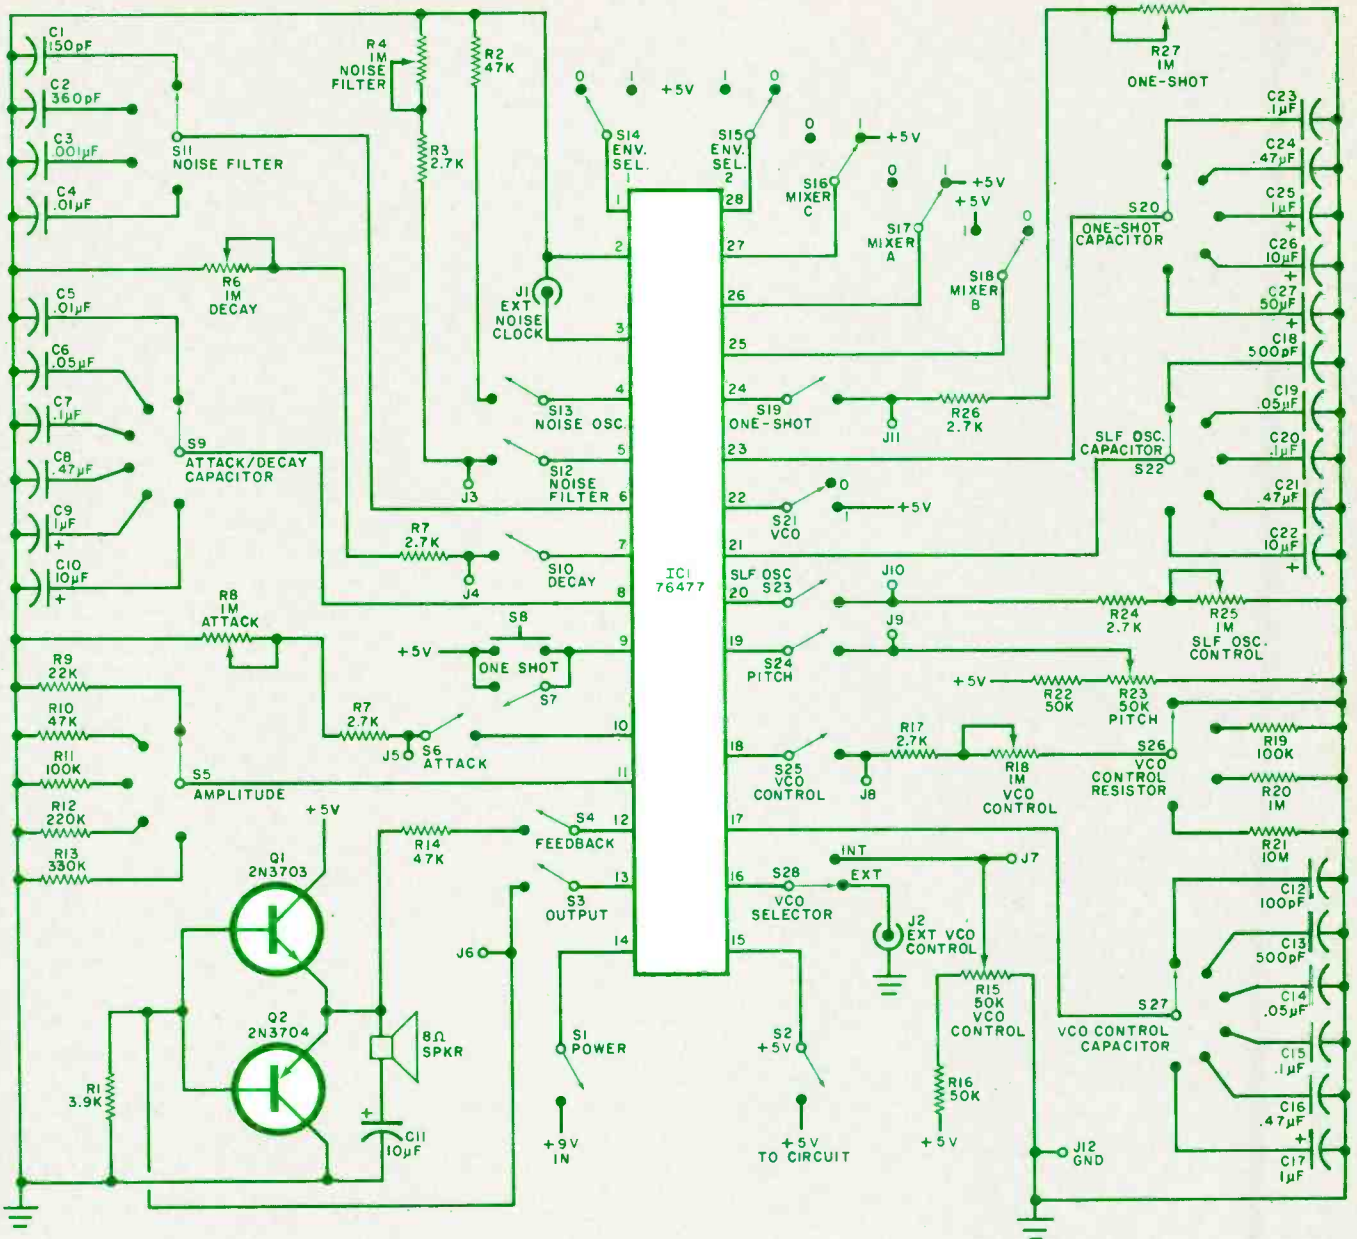 C1
150pF
C2
360pF
C3
.001µF
C4
.01µF
S11
NOISE FILTER
R4
1M
NOISE
FILTER
R2
47K
R3
2.7K
R6
1M
DECAY
C5
.01µF
C6
.05µF
C7
.1µF
C8
.47µF
C9
1µF
+
C10
10µF
+
S9
ATTACK/DECAY
CAPACITOR
J1
EXT
NOISE
CLOCK
0
1
+5V
1
0
S14
ENV.
SEL.
1
S15
ENV.
SEL.
2
0
1
+5V
S16
MIXER
C
0
1
+5V
S17
MIXER
A
+5V
1
0
S18
MIXER
B
R27
1M
ONE-SHOT
C23
.1µF
C24
.47µF
C25
1µF
+
C26
10µF
+
C27
50µF
+
S20
ONE-SHOT
CAPACITOR
C18
500pF
C19
.05µF
C20
.1µF
C21
.47µF
C22
10µF
+
SLF OSC.
CAPACITOR
S22
1
2
3
4
5
6
7
8
9
10
11
12
13
14
28
27
26
25
24
23
22
21
20
19
18
17
16
15
IC1
76477
S13
NOISE OSC.
S12
NOISE
FILTER
J3
R7
2.7K
J4
S10
DECAY
R8
1M
ATTACK
S8
+5V
ONE SHOT
S7
R7
2.7K
J5
S6
ATTACK
R9
22K
R10
47K
R11
100K
R12
220K
R13
330K
S5
AMPLITUDE
+5V
R14
47K
S4
FEEDBACK
S3
OUTPUT
J6
Q1
2N3703
Q2
2N3704
8Ω
SPKR
R1
3.9K
+
C11
10µF
S1
POWER
+9V
IN
S2
+5V
+5V
TO CIRCUIT
S19
ONE-SHOT
J11
R26
2.7K
0
1
+5V
S21
VCO
SLF OSC
S23
J10
R24
2.7K
R25
1M
SLF OSC.
CONTROL
J9
S24
PITCH
+5V
R22
50K
R23
50K
PITCH
S25
VCO
CONTROL
J8
R17
2.7K
R18
1M
VCO
CONTROL
S26
VCO
CONTROL
RESISTOR
R19
100K
R20
1M
R21
10M
INT
EXT
J7
S28
VCO
SELECTOR
J2
EXT VCO
CONTROL
R15
50K
VCO
CONTROL
R16
50K
+5V
J12
GND
S27
VCO CONTROL
CAPACITOR
C12
100pF
C13
500pF
C14
.05µF
C15
.1µF
C16
.47µF
+
C17
1µF